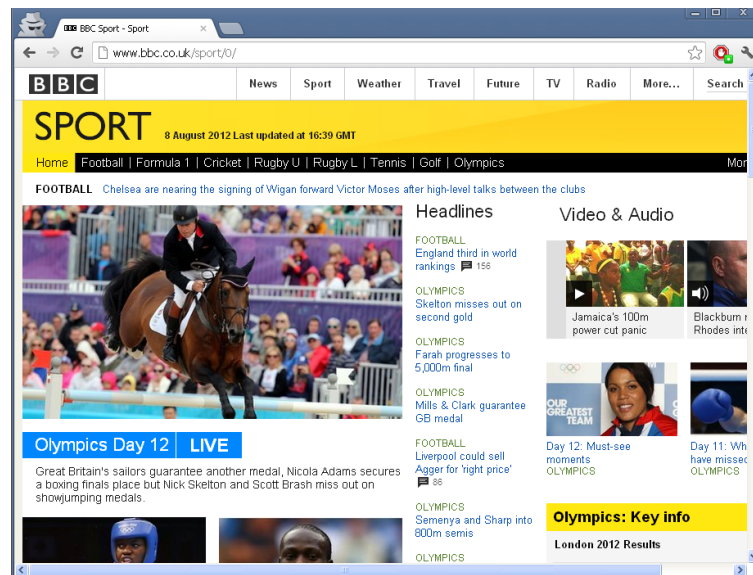 BBC Sport - Sport
www.bbc.co.uk/sport/0/
BBC
News Sport Weather Travel Future TV Radio More... Search
SPORT
8 August 2012 Last updated at 16:39 GMT
Home Football | Formula 1 | Cricket | Rugby U | Rugby L | Tennis | Golf | Olympics Mor
FOOTBALL Chelsea are nearing the signing of Wigan forward Victor Moses after high-level talks between the clubs
Olympics Day 12 LIVE
Great Britain's sailors guarantee another medal, Nicola Adams secures
a boxing finals place but Nick Skelton and Scott Brash miss out on
showjumping medals.
Headlines
FOOTBALL
England third in world
rankings 156
OLYMPICS
Skelton misses out on
second gold
OLYMPICS
Farah progresses to
5,000m final
OLYMPICS
Mills & Clark guarantee
GB medal
FOOTBALL
Liverpool could sell
Agger for 'right price'
86
OLYMPICS
Semenya and Sharp into
800m semis
OLYMPICS
Video & Audio
Jamaica's 100m
power cut panic
Blackburn r
Rhodes inte
OUR
GREATEST
TEAM
Day 12: Must-see
moments
OLYMPICS
Day 11: Wh
have missed
OLYMPICS
Olympics: Key info
London 2012 Results